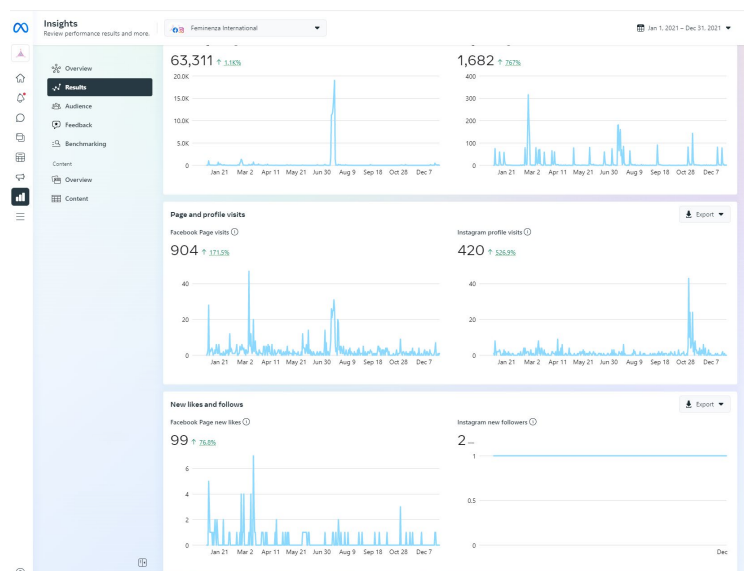 Insights
Review performance results and more.
Feminenza International
Jan 1, 2021 – Dec 31, 2021
Overview
Results
Audience
Feedback
Benchmarking
Content
Overview
Content
63,311 ↑ 1.1K%
20.0K
15.0K
10.0K
5.0K
0
Jan 21 Mar 2 Apr 11 May 21 Jun 30 Aug 9 Sep 18 Oct 28 Dec 7
1,682 ↑ 767%
400
300
200
100
0
Jan 21 Mar 2 Apr 11 May 21 Jun 30 Aug 9 Sep 18 Oct 28 Dec 7
Page and profile visits
Export
Facebook Page visits
904 ↑ 171.5%
40
20
0
Jan 21 Mar 2 Apr 11 May 21 Jun 30 Aug 9 Sep 18 Oct 28 Dec 7
Instagram profile visits
420 ↑ 526.9%
40
20
0
Jan 21 Mar 2 Apr 11 May 21 Jun 30 Aug 9 Sep 18 Oct 28 Dec 7
New likes and follows
Export
Facebook Page new likes
99 ↑ 76.8%
6
4
2
0
Jan 21 Mar 2 Apr 11 May 21 Jun 30 Aug 9 Sep 18 Oct 28 Dec 7
Instagram new followers
2 –
1
0.5
0
Dec